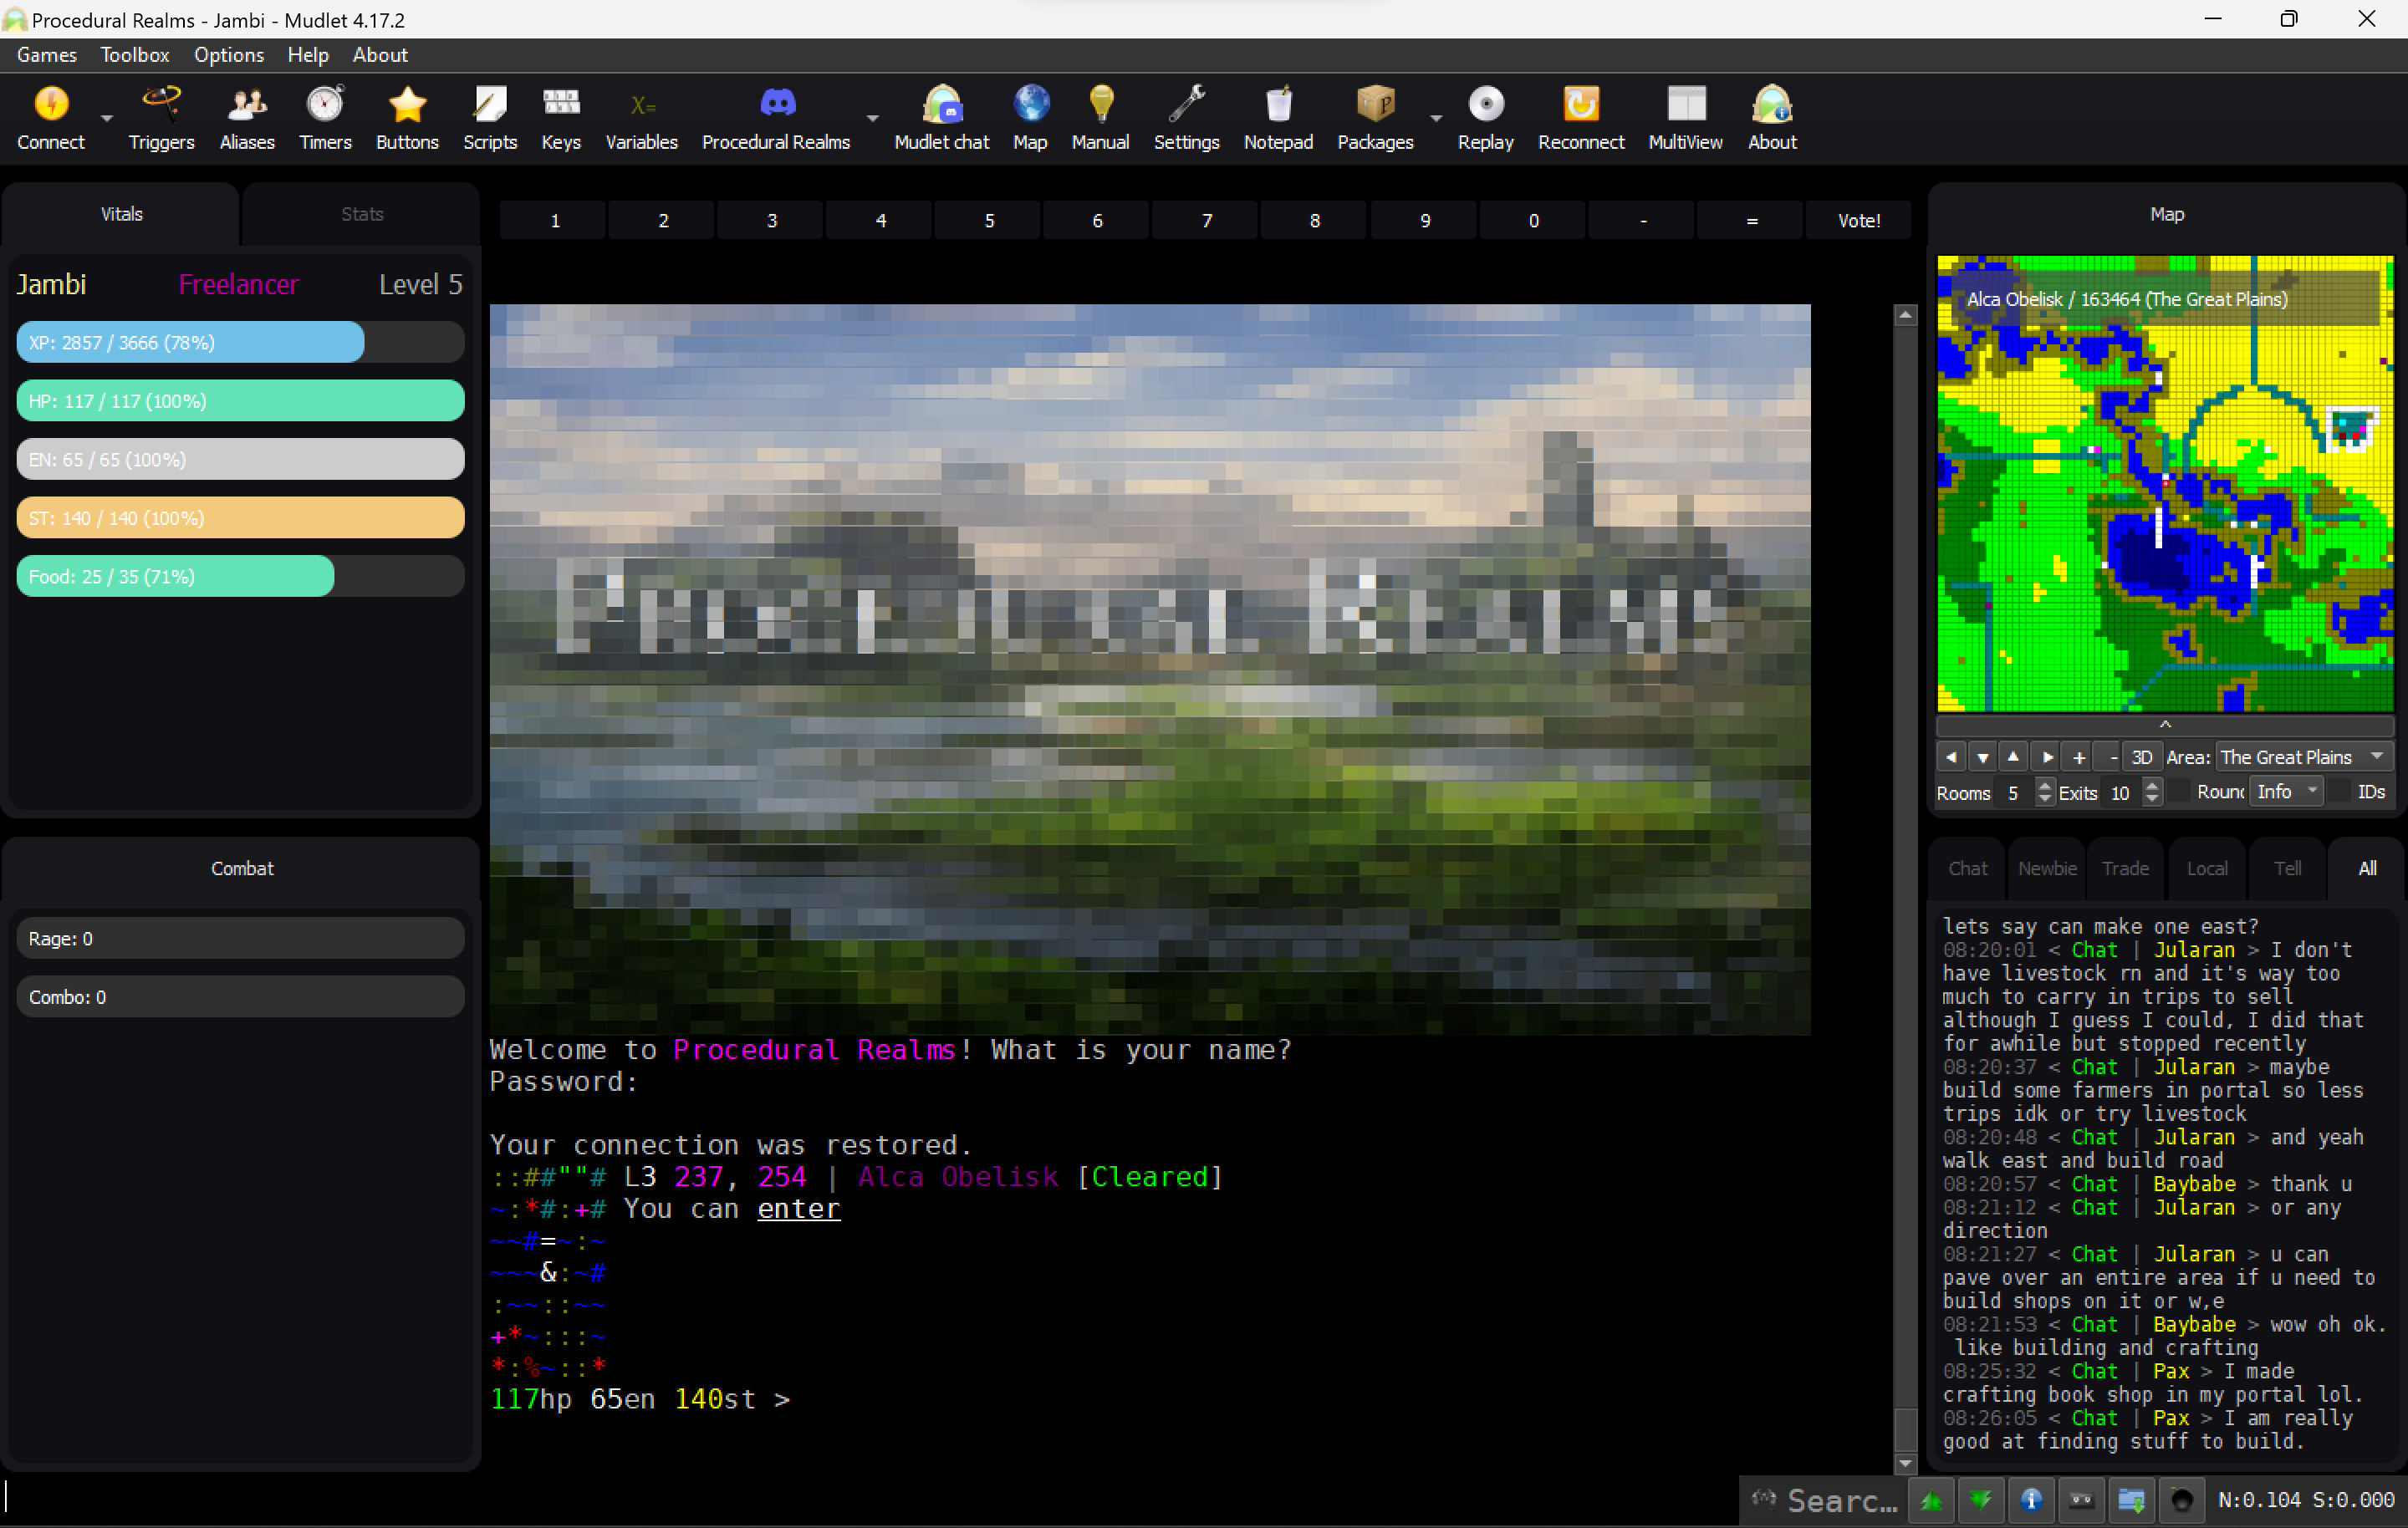 Procedural Realms - Jambi - Mudlet 4.17.2
Games Toolbox Options Help About
Connect Triggers Aliases Timers Buttons Scripts Keys Variables Procedural Realms Mudlet chat Map Manual Settings Notepad Packages Replay Reconnect MultiView About
Vitals Stats
Jambi Freelancer Level 5
XP: 2857 / 3666 (78%)
HP: 117 / 117 (100%)
EN: 65 / 65 (100%)
ST: 140 / 140 (100%)
Food: 25 / 35 (71%)
Combat
Rage: 0
Combo: 0
1 2 3 4 5 6 7 8 9 0 - = Vote!
Procedural Realms
Welcome to Procedural Realms! What is your name?
Password:
Your connection was restored.
::##""# L3 237, 254 | Alca Obelisk [Cleared]
~:*#:+# You can enter
~~#=~:~
~~~&:~#
:~~::~~
+*~:::~
*:%~::*
117hp 65en 140st >
Map
Alca Obelisk / 163464 (The Great Plains)
^
+ - 3D Area: The Great Plains
Rooms 5 Exits 10 Round Info IDs
Chat Newbie Trade Local Tell All
lets say can make one east?
08:20:01 < Chat | Jularan > I don't
have livestock rn and it's way too
much to carry in trips to sell
although I guess I could, I did that
for awhile but stopped recently
08:20:37 < Chat | Jularan > maybe
build some farmers in portal so less
trips idk or try livestock
08:20:48 < Chat | Jularan > and yeah
walk east and build road
08:20:57 < Chat | Baybabe > thank u
08:21:12 < Chat | Jularan > or any
direction
08:21:27 < Chat | Jularan > u can
pave over an entire area if u need to
build shops on it or w,e
08:21:53 < Chat | Baybabe > wow oh ok.
like building and crafting
08:25:32 < Chat | Pax > I made
crafting book shop in my portal lol.
08:26:05 < Chat | Pax > I am really
good at finding stuff to build.
Searc...
N:0.104 S:0.000